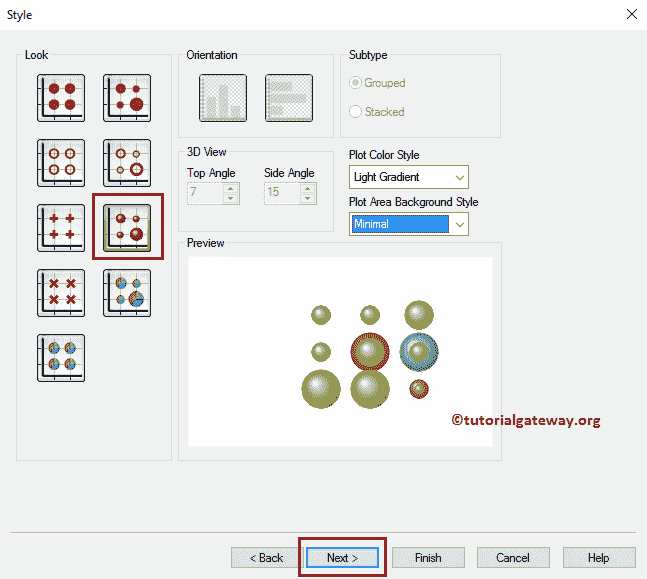 Style
Look
Orientation
Subtype
Grouped
Stacked
3D View
Top Angle
Side Angle
7
15
Plot Color Style
Light Gradient
Plot Area Background Style
Minimal
Preview
©tutorialgateway.org
< Back
Next >
Finish
Cancel
Help